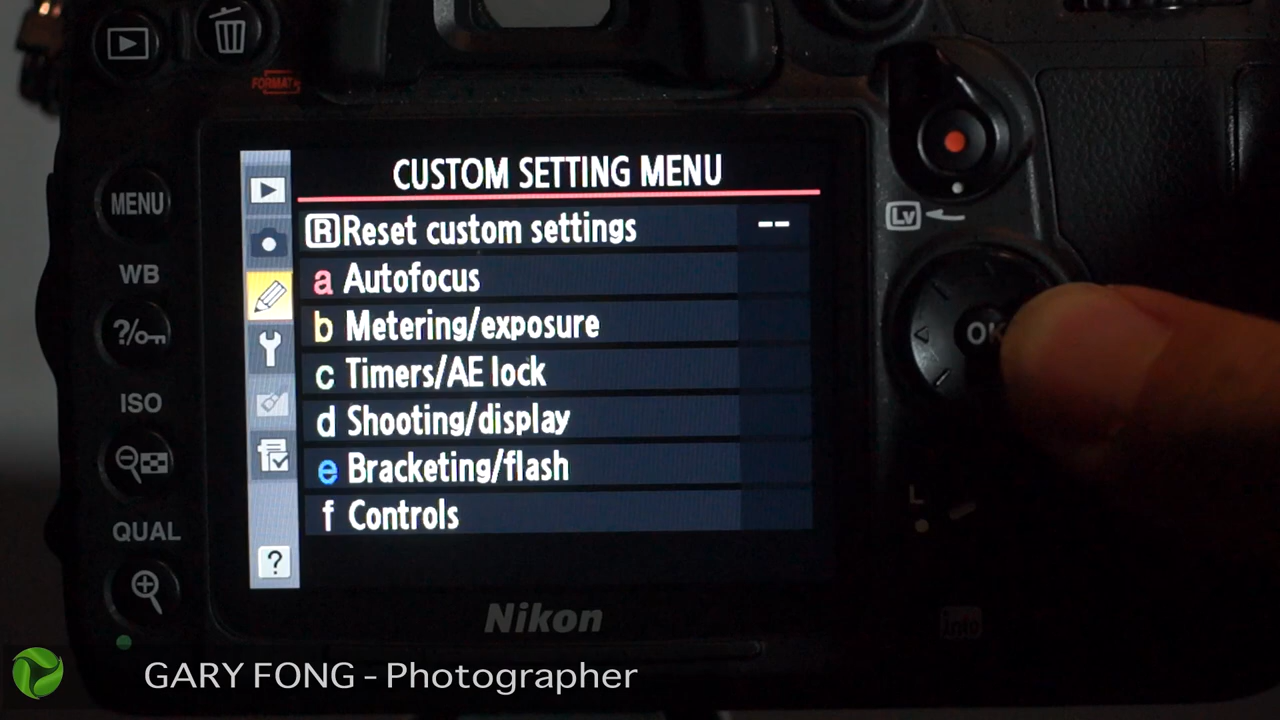 FORMAT
MENU
WB
?/
ISO
QUAL
CUSTOM SETTING MENU
R Reset custom settings --
a Autofocus
b Metering/exposure
c Timers/AE lock
d Shooting/display
e Bracketing/flash
f Controls
?
Nikon
Lv
OK
L
info
GARY FONG - Photographer